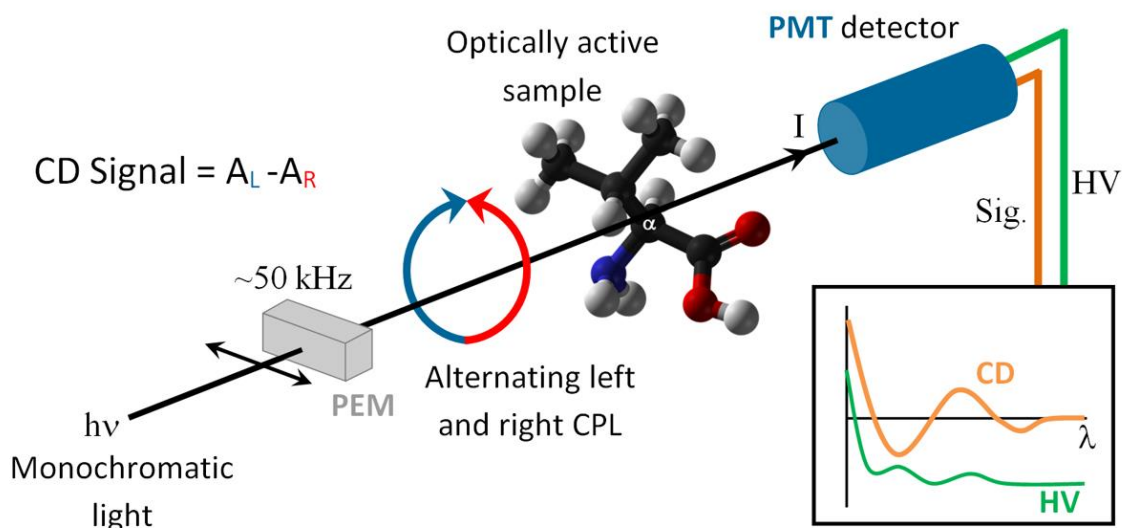 Optically active
sample
PMT detector
CD Signal = AL -AR
I
HV
Sig.
α
~50 kHz
PEM
Alternating left
and right CPL
hν
Monochromatic
light
CD
λ
HV